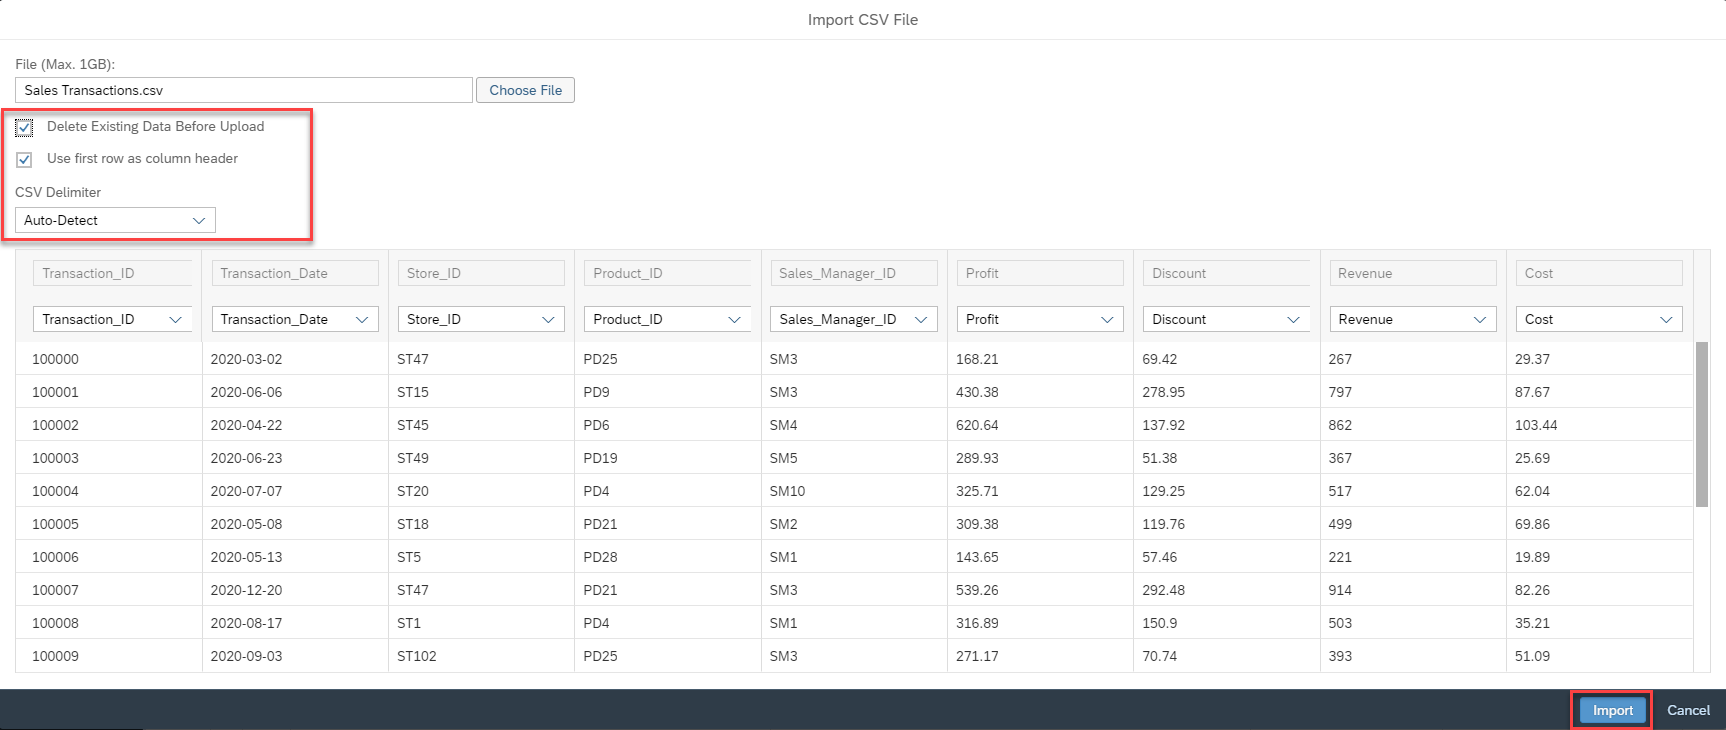 Import CSV File
File (Max. 1GB):
Sales Transactions.csv Choose File
Delete Existing Data Before Upload
Use first row as column header
CSV Delimiter
Auto-Detect
Transaction_ID Transaction_Date Store_ID Product_ID Sales_Manager_ID Profit Discount Revenue Cost
Transaction_ID Transaction_Date Store_ID Product_ID Sales_Manager_ID Profit Discount Revenue Cost
100000 2020-03-02 ST47 PD25 SM3 168.21 69.42 267 29.37
100001 2020-06-06 ST15 PD9 SM3 430.38 278.95 797 87.67
100002 2020-04-22 ST45 PD6 SM4 620.64 137.92 862 103.44
100003 2020-06-23 ST49 PD19 SM5 289.93 51.38 367 25.69
100004 2020-07-07 ST20 PD4 SM10 325.71 129.25 517 62.04
100005 2020-05-08 ST18 PD21 SM2 309.38 119.76 499 69.86
100006 2020-05-13 ST5 PD28 SM1 143.65 57.46 221 19.89
100007 2020-12-20 ST47 PD21 SM3 539.26 292.48 914 82.26
100008 2020-08-17 ST1 PD4 SM1 316.89 150.9 503 35.21
100009 2020-09-03 ST102 PD25 SM3 271.17 70.74 393 51.09
Import Cancel